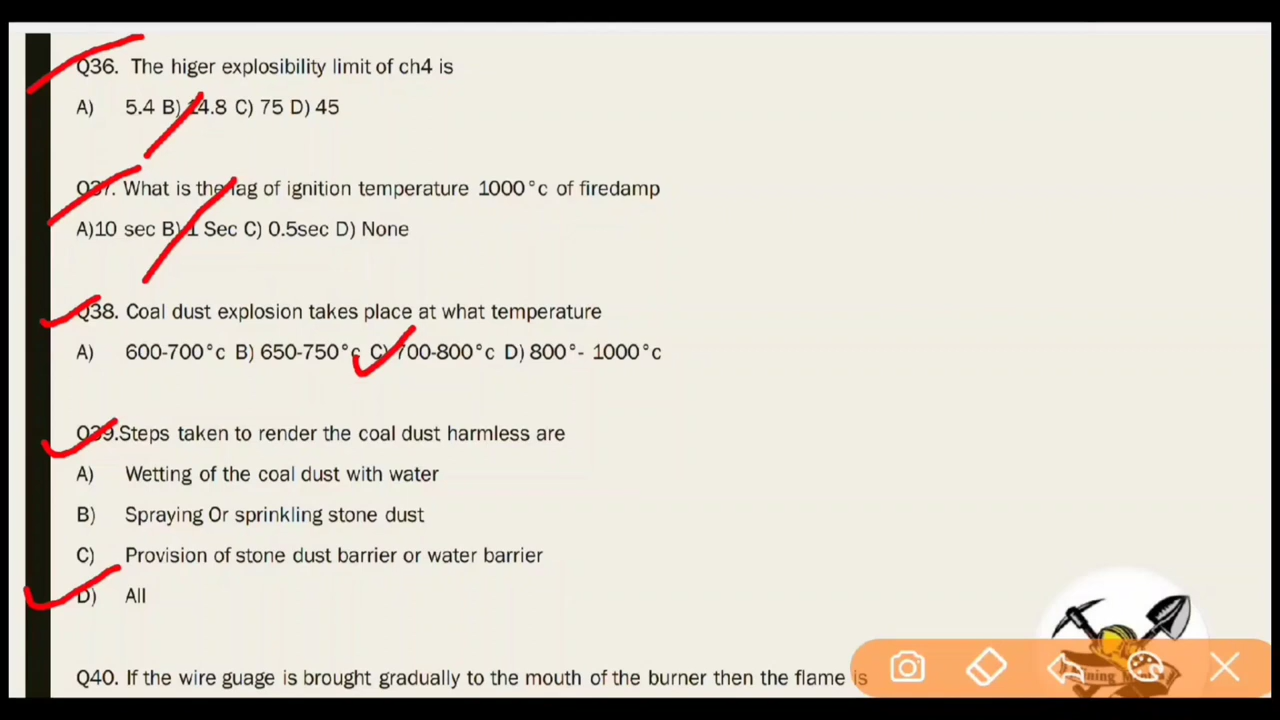 Q36. The higer explosibility limit of ch4 is
A) 5.4 B) 14.8 C) 75 D) 45
Q37. What is the lag of ignition temperature 1000°c of firedamp
A)10 sec B) 1 Sec C) 0.5sec D) None
Q38. Coal dust explosion takes place at what temperature
A) 600-700°c B) 650-750°c C) 700-800°c D) 800°- 1000°c
Q39.Steps taken to render the coal dust harmless are
A) Wetting of the coal dust with water
B) Spraying Or sprinkling stone dust
C) Provision of stone dust barrier or water barrier
D) All
Q40. If the wire guage is brought gradually to the mouth of the burner then the flame is